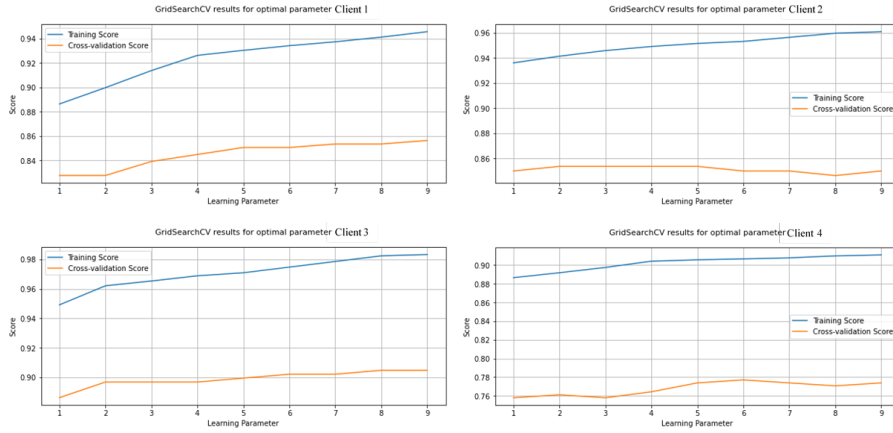 GridSearchCV results for optimal parameter Client 1
0.94
0.92
0.90
0.88
0.86
0.84
Score
Training Score
Cross-validation Score
1 2 3 4 5 6 7 8 9
Learning Parameter
GridSearchCV results for optimal parameter Client 2
0.96
0.94
0.92
0.90
0.88
0.86
Score
Training Score
Cross-validation Score
1 2 3 4 5 6 7 8 9
Learning Parameter
GridSearchCV results for optimal parameter Client 3
0.98
0.96
0.94
0.92
0.90
Score
Training Score
Cross-validation Score
1 2 3 4 5 6 7 8 9
Learning Parameter
GridSearchCV results for optimal parameter Client 4
0.90
0.88
0.86
0.84
0.82
0.80
0.78
0.76
Score
Training Score
Cross-validation Score
1 2 3 4 5 6 7 8 9
Learning Parameter